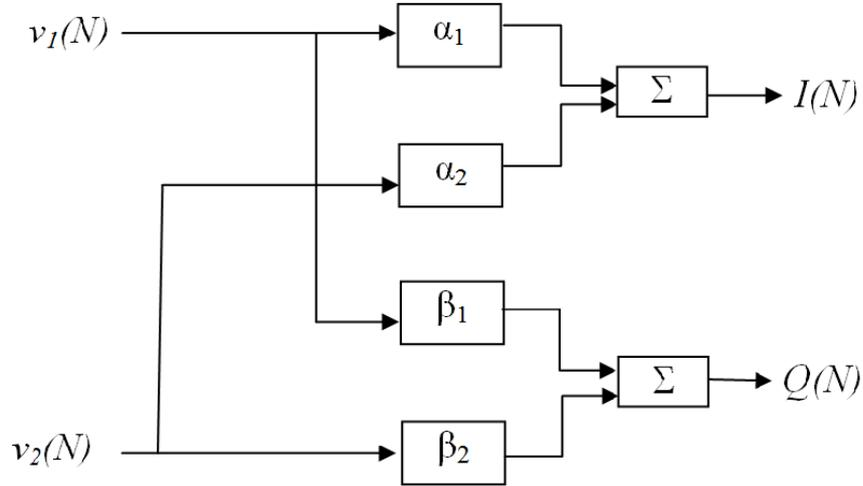 v₁(N)
α₁
Σ
I(N)
α₂
β₁
Σ
Q(N)
v₂(N)
β₂